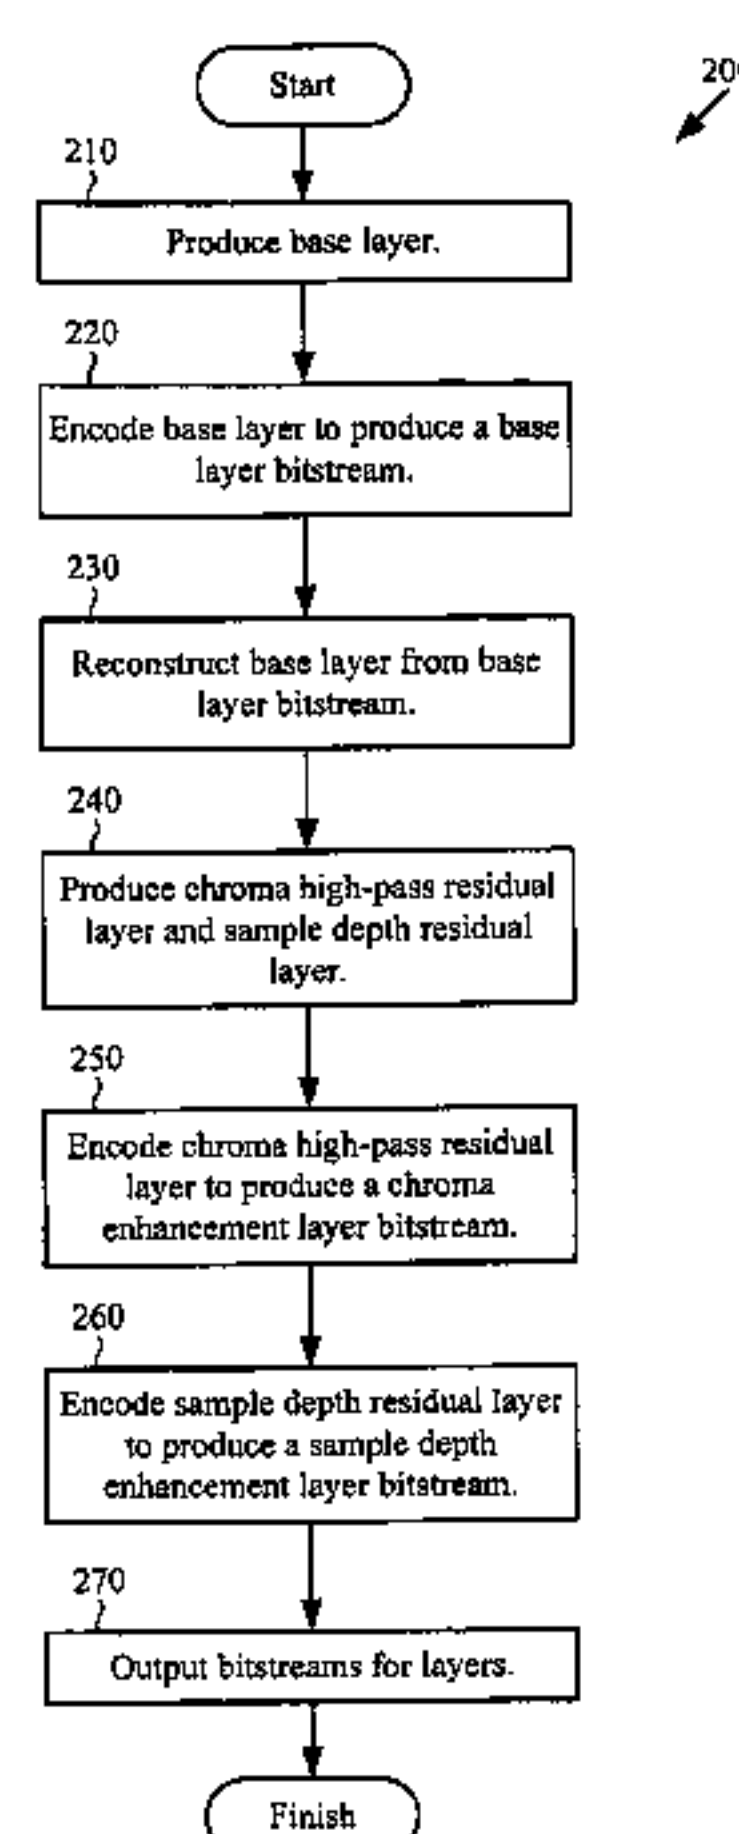 Start
20
210
Produce base layer.
220
Encode base layer to produce a base
layer bitstream.
230
Reconstruct base layer from base
layer bitstream.
240
Produce chroma high-pass residual
layer and sample depth residual
layer.
250
Encode chroma high-pass residual
layer to produce a chroma
enhancement layer bitstream.
260
Encode sample depth residual layer
to produce a sample depth
enhancement layer bitstream.
270
Output bitstreams for layers.
Finish